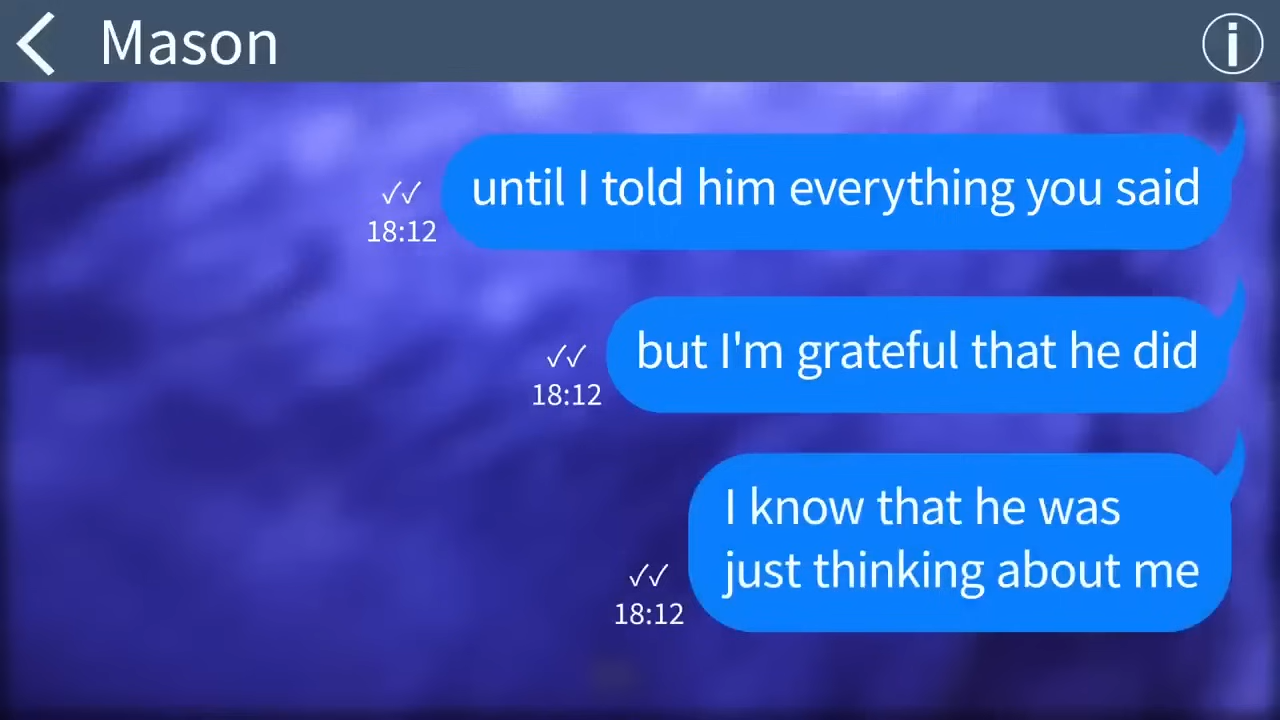 Mason
until I told him everything you said
18:12
but I'm grateful that he did
18:12
I know that he was
just thinking about me
18:12